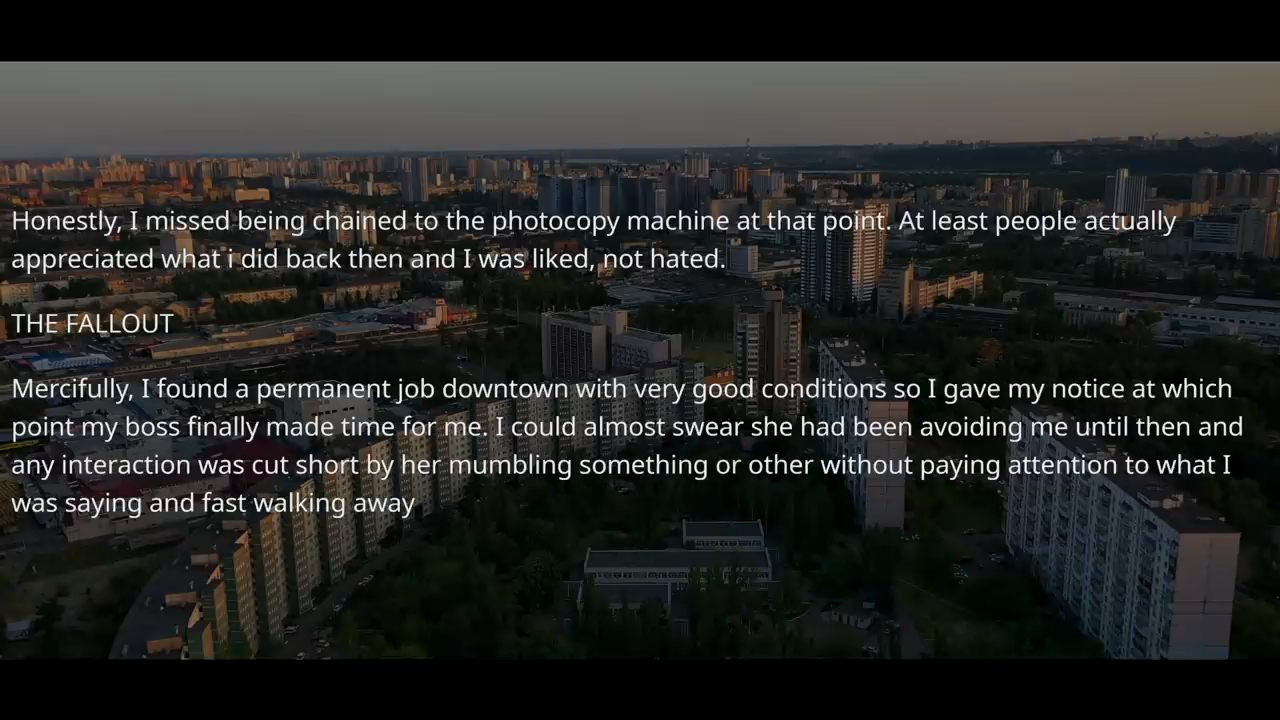 Honestly, I missed being chained to the photocopy machine at that point. At least people actually
appreciated what i did back then and I was liked, not hated.
THE FALLOUT
Mercifully, I found a permanent job downtown with very good conditions so I gave my notice at which
point my boss finally made time for me. I could almost swear she had been avoiding me until then and
any interaction was cut short by her mumbling something or other without paying attention to what I
was saying and fast walking away